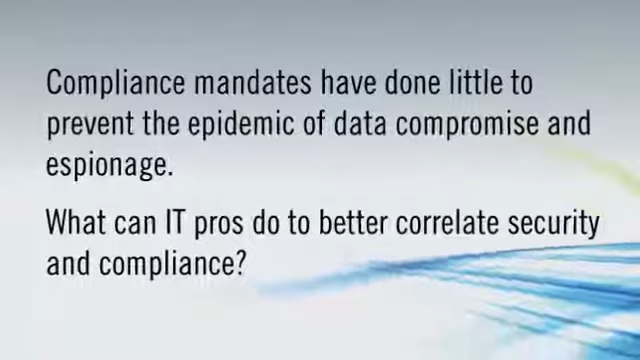 Compliance mandates have done little to
prevent the epidemic of data compromise and
espionage.
What can IT pros do to better correlate security
and compliance?